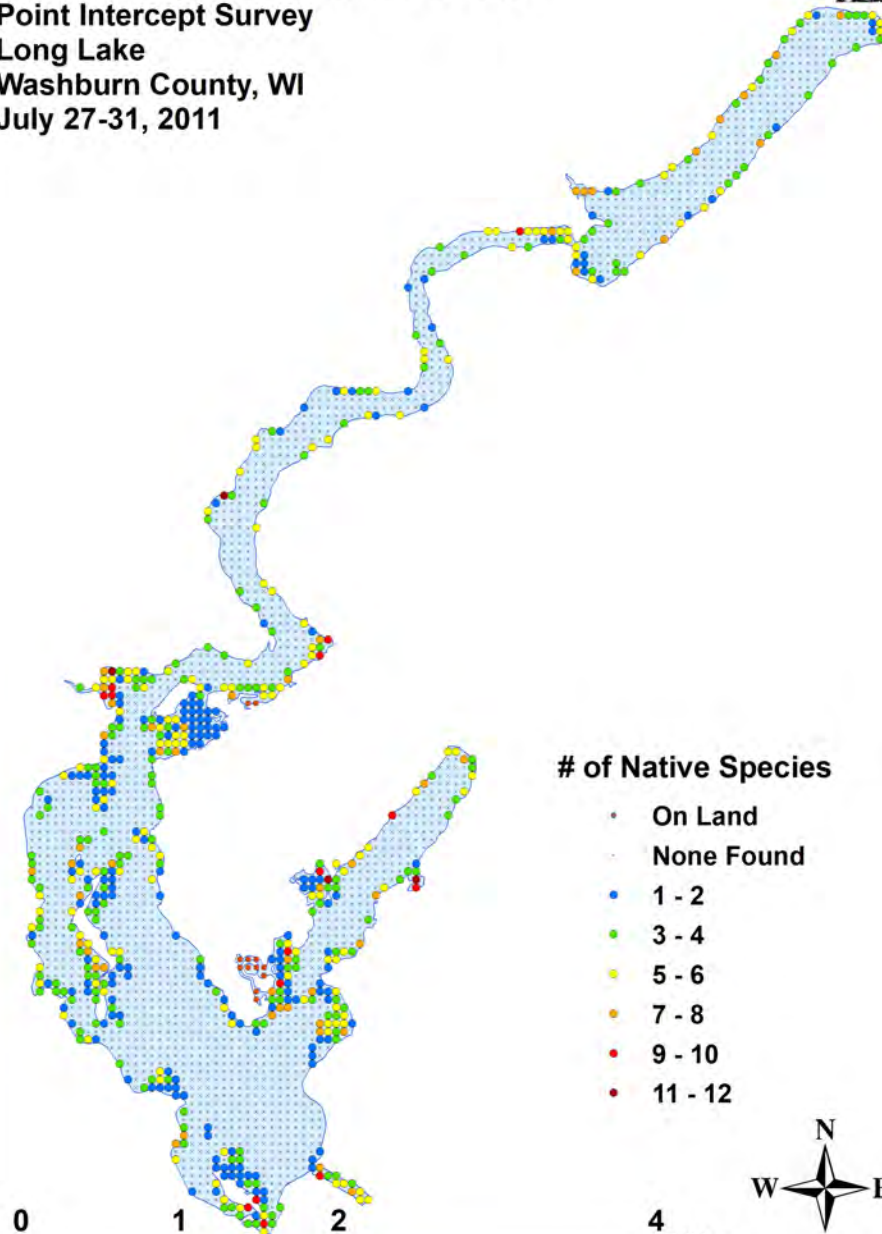 Point Intercept Survey
Long Lake
Washburn County, WI
July 27-31, 2011
# of Native Species
On Land
None Found
1 - 2
3 - 4
5 - 6
7 - 8
9 - 10
11 - 12
N
W E
0 1 2 4